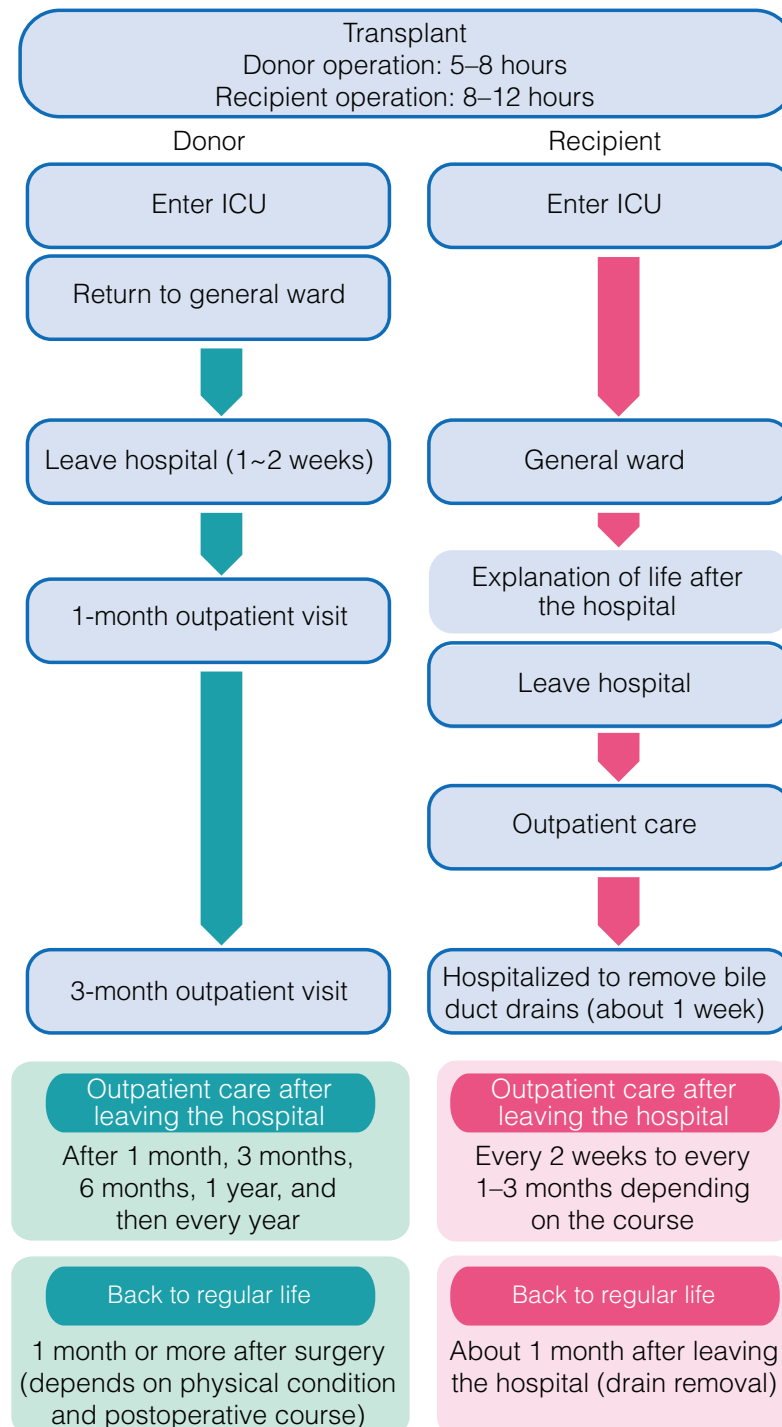 Transplant
Donor operation: 5–8 hours
Recipient operation: 8–12 hours
Donor
Enter ICU
Return to general ward
Leave hospital (1~2 weeks)
1-month outpatient visit
3-month outpatient visit
Outpatient care after
leaving the hospital
After 1 month, 3 months,
6 months, 1 year, and
then every year
Back to regular life
1 month or more after surgery
(depends on physical condition
and postoperative course)
Recipient
Enter ICU
General ward
Explanation of life after
the hospital
Leave hospital
Outpatient care
Hospitalized to remove bile
duct drains (about 1 week)
Outpatient care after
leaving the hospital
Every 2 weeks to every
1–3 months depending
on the course
Back to regular life
About 1 month after leaving
the hospital (drain removal)